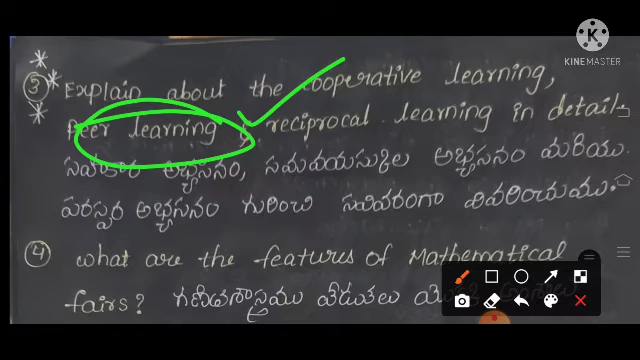 KINEMASTER
③ Explain about the cooperative learning,
Peer learning & reciprocal learning in detail
సహకార అభ్యసనం, సమవయస్కుల అభ్యసనం మరియు
పరస్పర అభ్యసనం గురించి సవివరంగా వివరించుము.
④ What are the features of Mathematical
fairs? గణితశాస్త్రము వేడుకలు